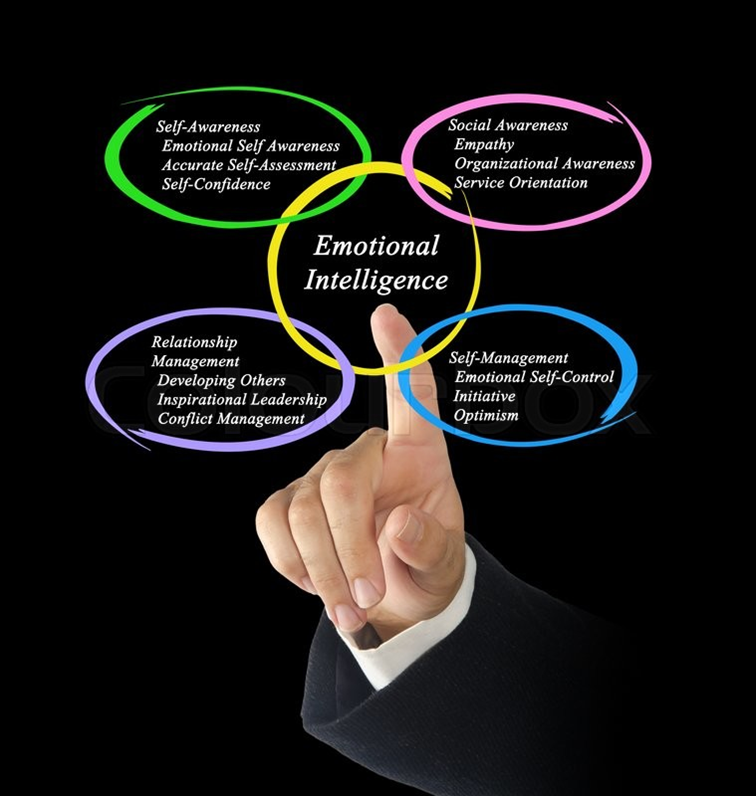 Self-Awareness
Emotional Self Awareness
Accurate Self-Assessment
Self-Confidence
Social Awareness
Empathy
Organizational Awareness
Service Orientation
Emotional
Intelligence
Relationship
Management
Developing Others
Inspirational Leadership
Conflict Management
Self-Management
Emotional Self-Control
Initiative
Optimism